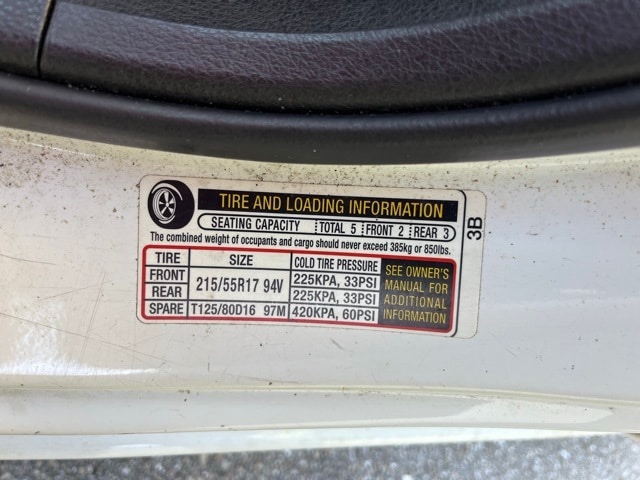 TIRE AND LOADING INFORMATION
SEATING CAPACITY TOTAL 5 FRONT 2 REAR 3
The combined weight of occupants and cargo should never exceed 385kg or 850lbs.
TIRE SIZE COLD TIRE PRESSURE
FRONT 215/55R17 94V 225KPA, 33PSI
REAR 225KPA, 33PSI
SPARE T125/80D16 97M 420KPA, 60PSI
SEE OWNER'S
MANUAL FOR
ADDITIONAL
INFORMATION
3B